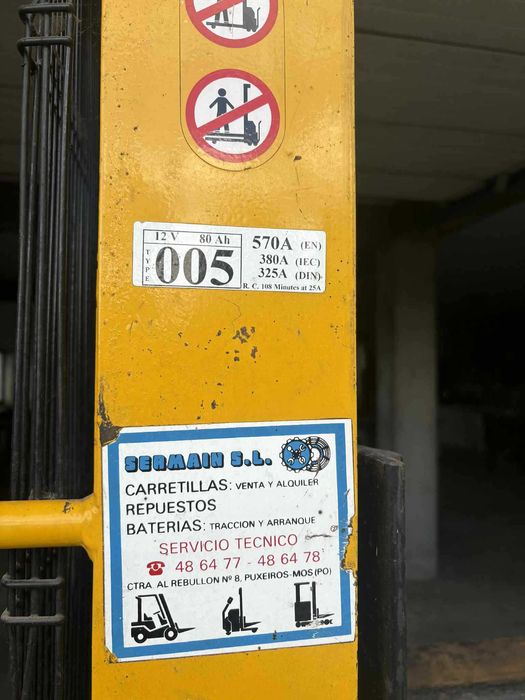 12 V 80 Ah
TYPE
005
570A (EN)
380A (IEC)
325A (DIN)
R. C. 108 Minutes at 25A
SERMAIN S.L.
CARRETILLAS: VENTA Y ALQUILER
REPUESTOS
BATERIAS: TRACCION Y ARRANQUE
SERVICIO TECNICO
☎ 48 64 77 - 48 64 78
CTRA. AL REBULLON Nº 8, PUXEIROS-MOS (PO)